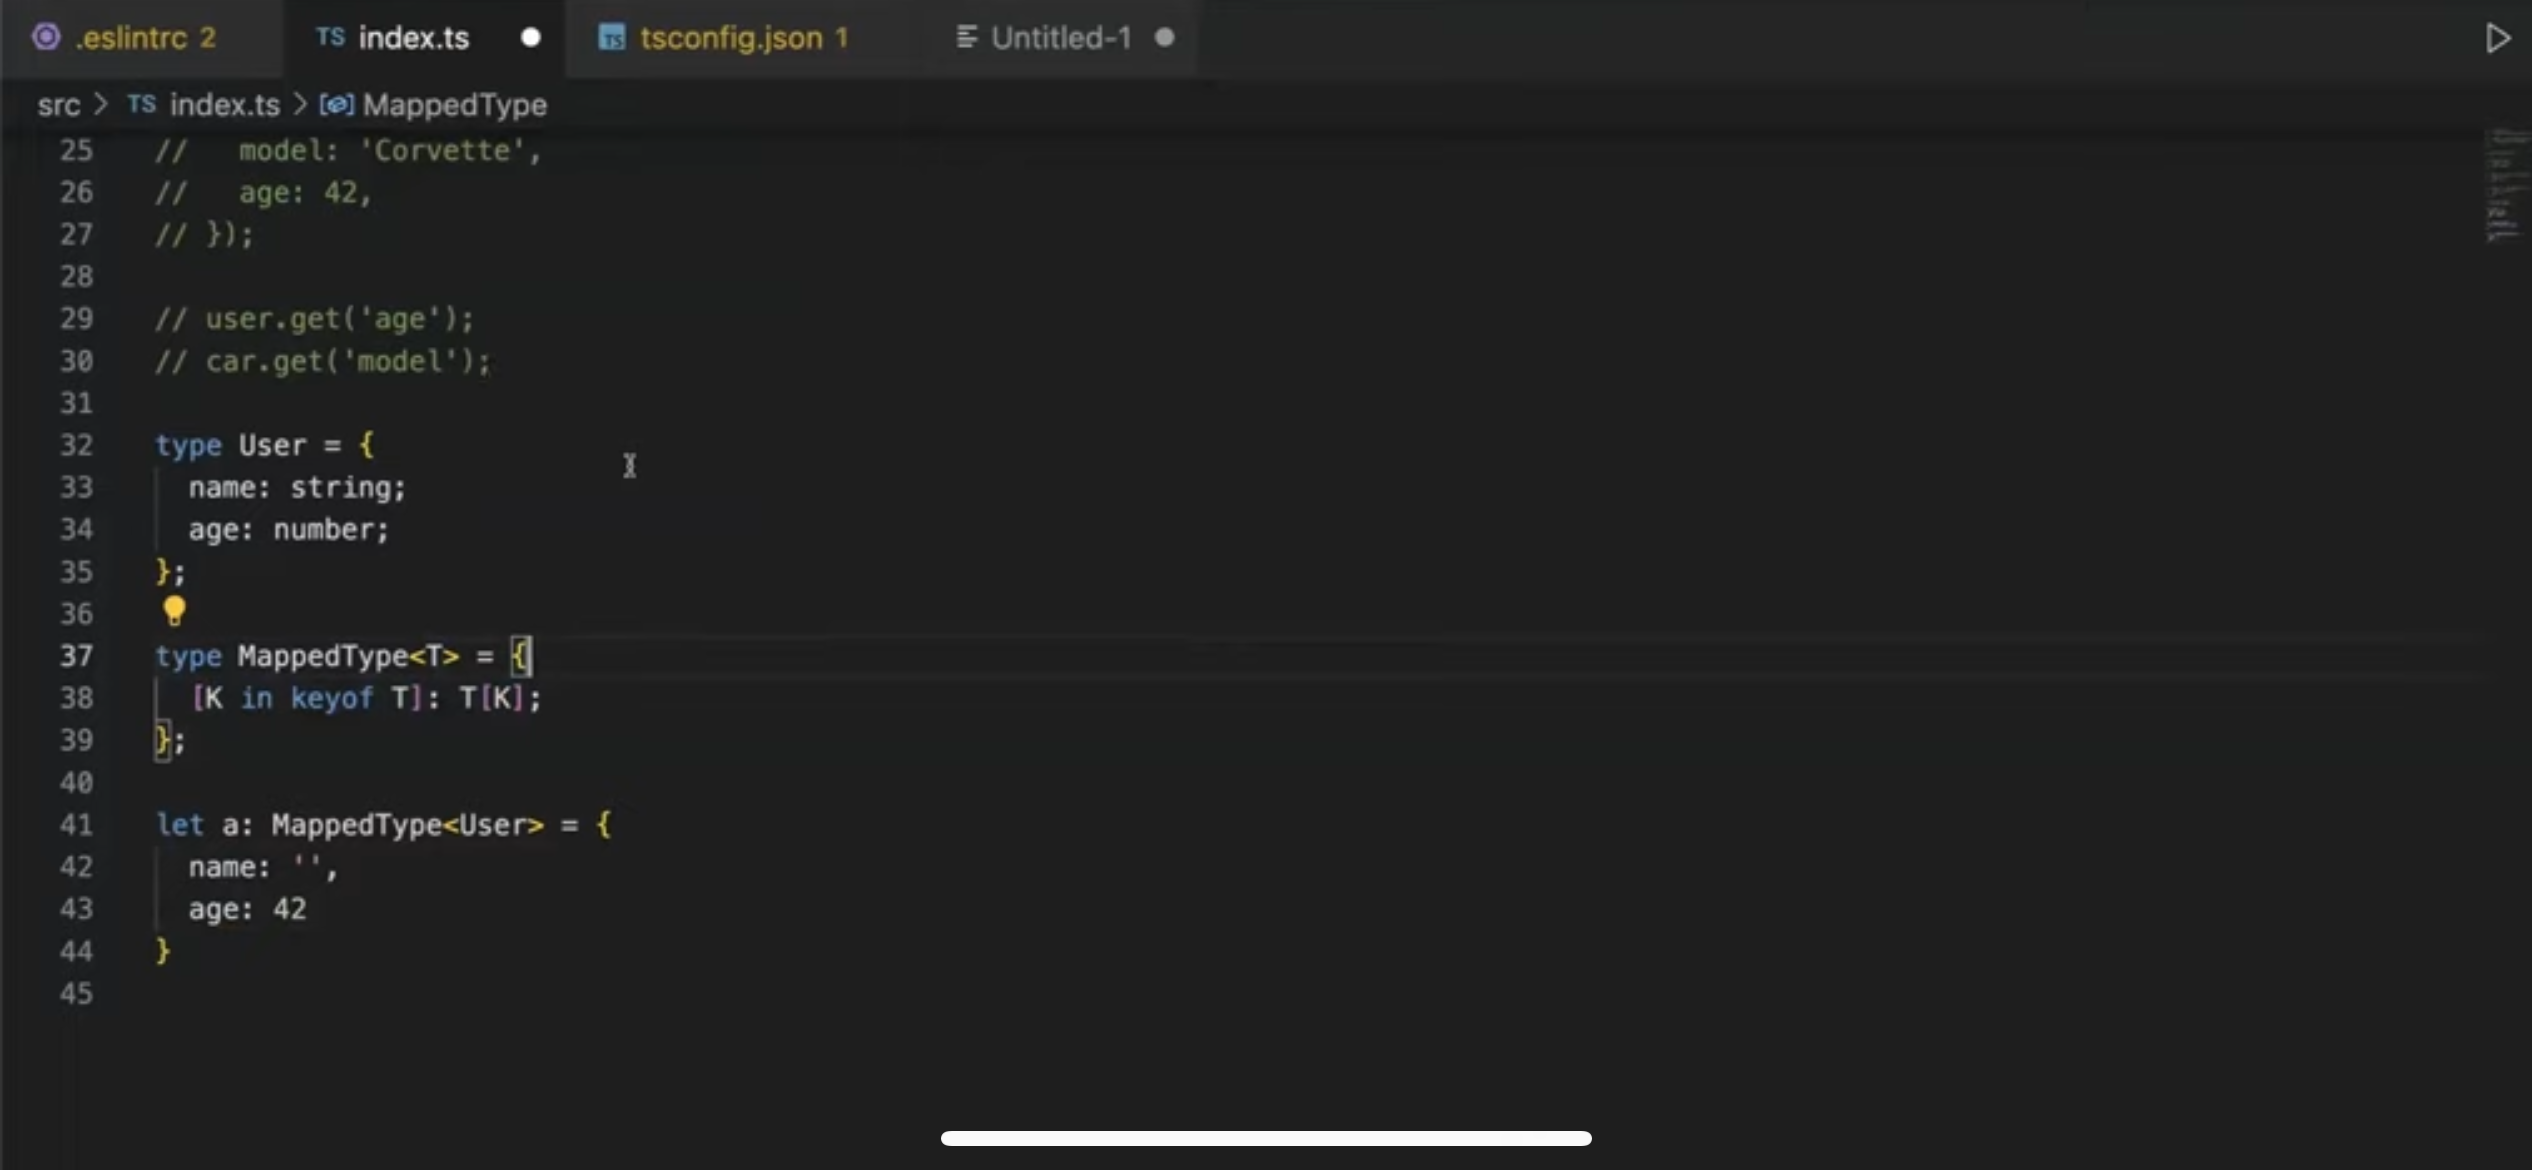 .eslintrc 2 TS index.ts TS tsconfig.json 1 Untitled-1
src > TS index.ts > MappedType
25 //   model: 'Corvette',
26 //   age: 42,
27 // });
28
29 // user.get('age');
30 // car.get('model');
31
32 type User = {
33   name: string;
34   age: number;
35 };
36
37 type MappedType<T> = {
38   [K in keyof T]: T[K];
39 };
40
41 let a: MappedType<User> = {
42   name: '',
43   age: 42
44 }
45